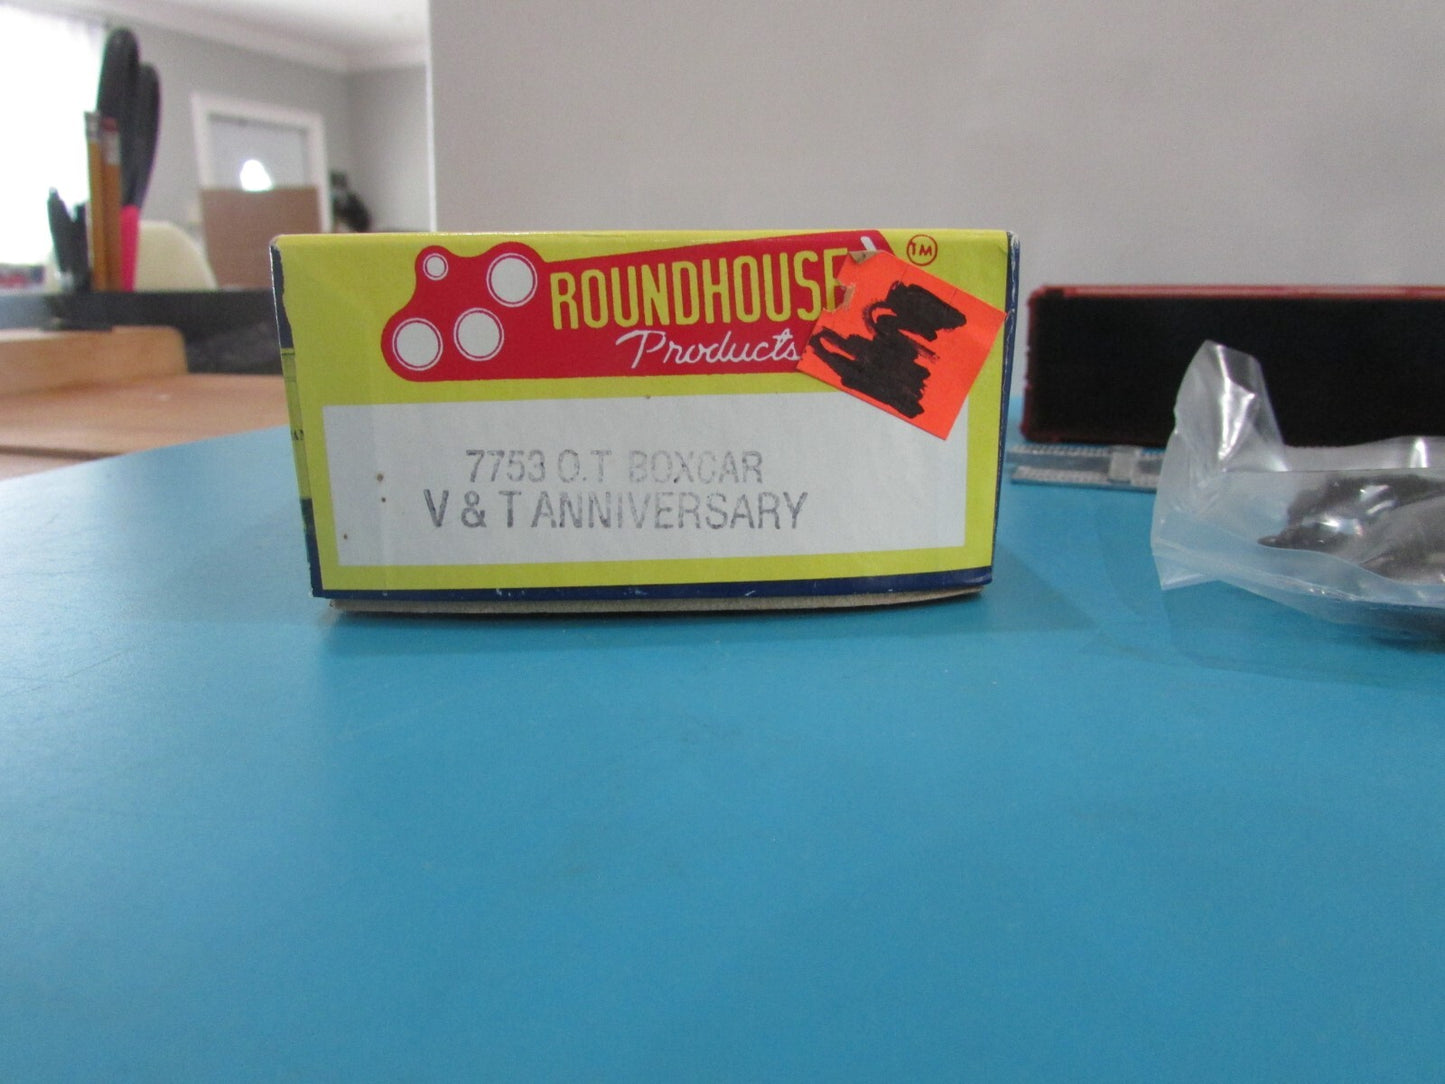 ROUNDHOUSE
TM
Products
7753 O.T BOXCAR
V & T ANNIVERSARY